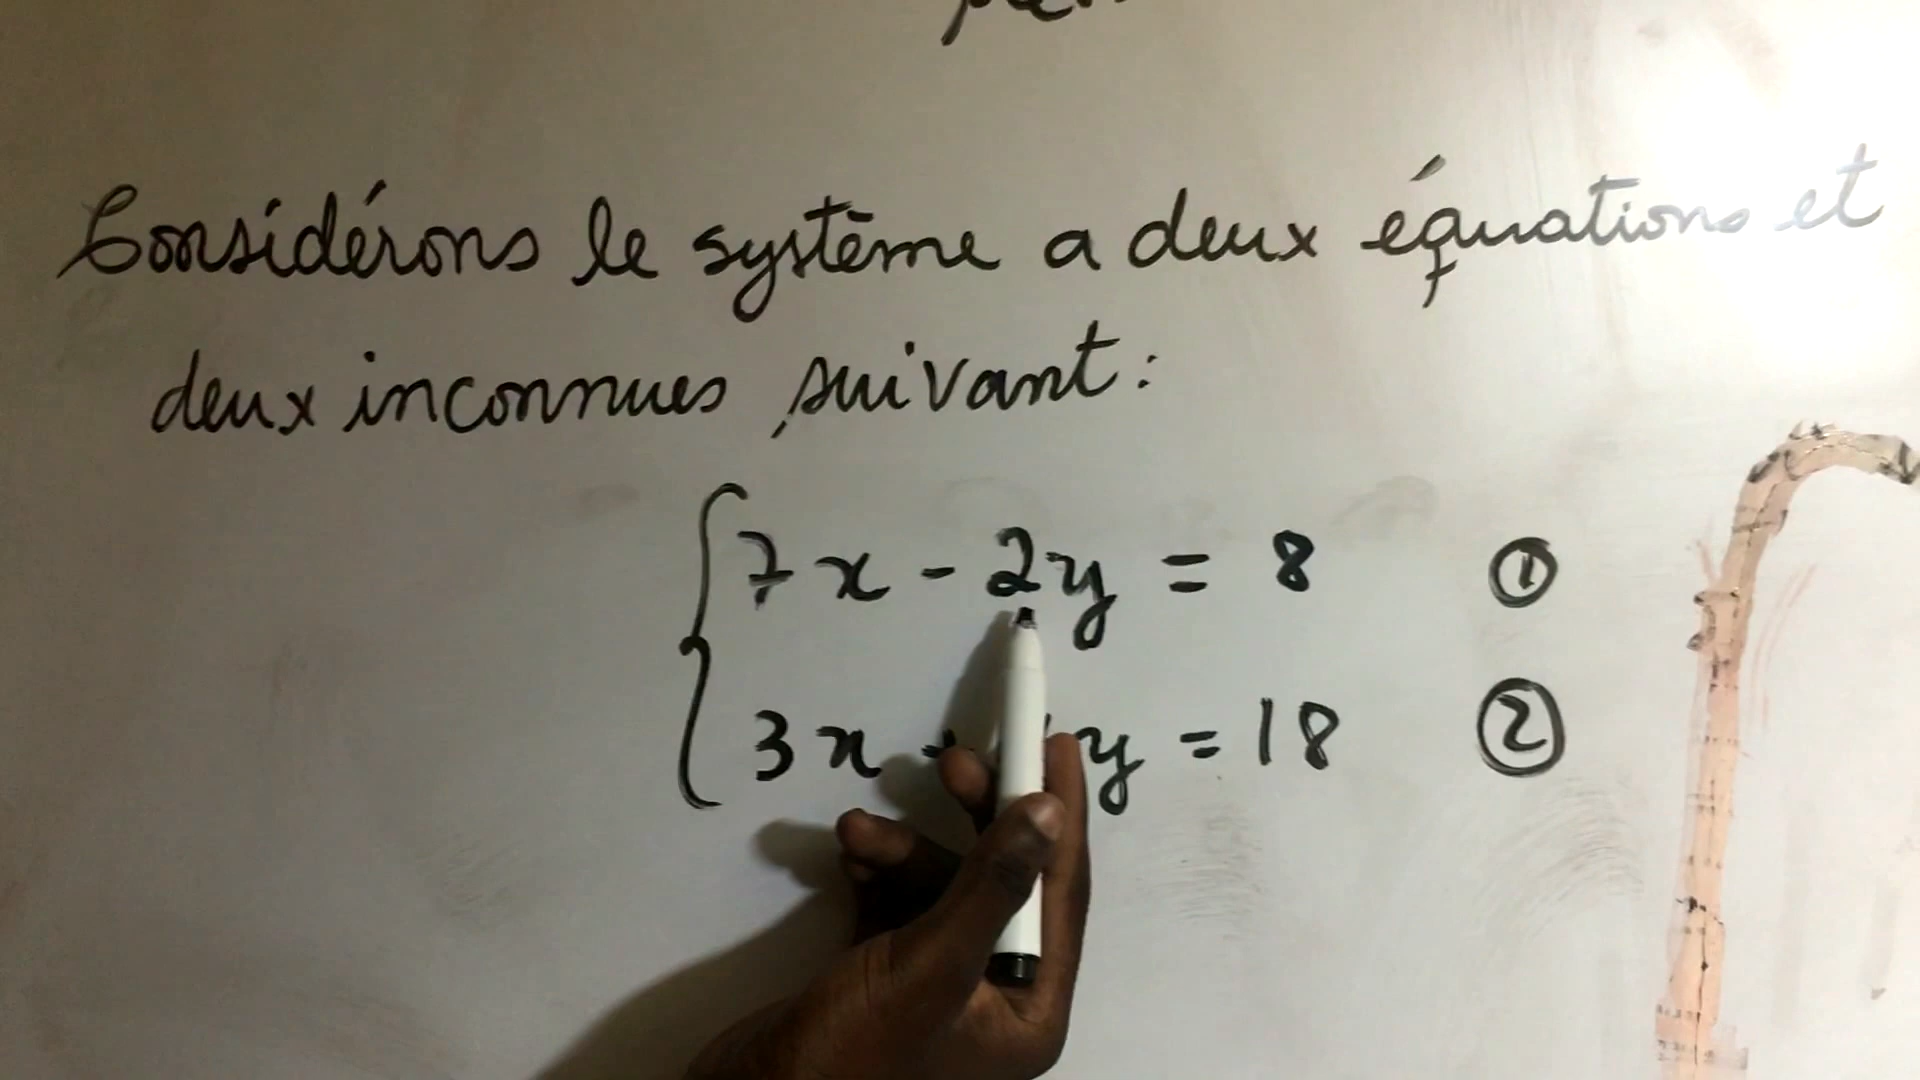 Considérons le système a deux équations et
deux inconnues suivant:
7x - 2y = 8 ①
3x + y = 18 ②